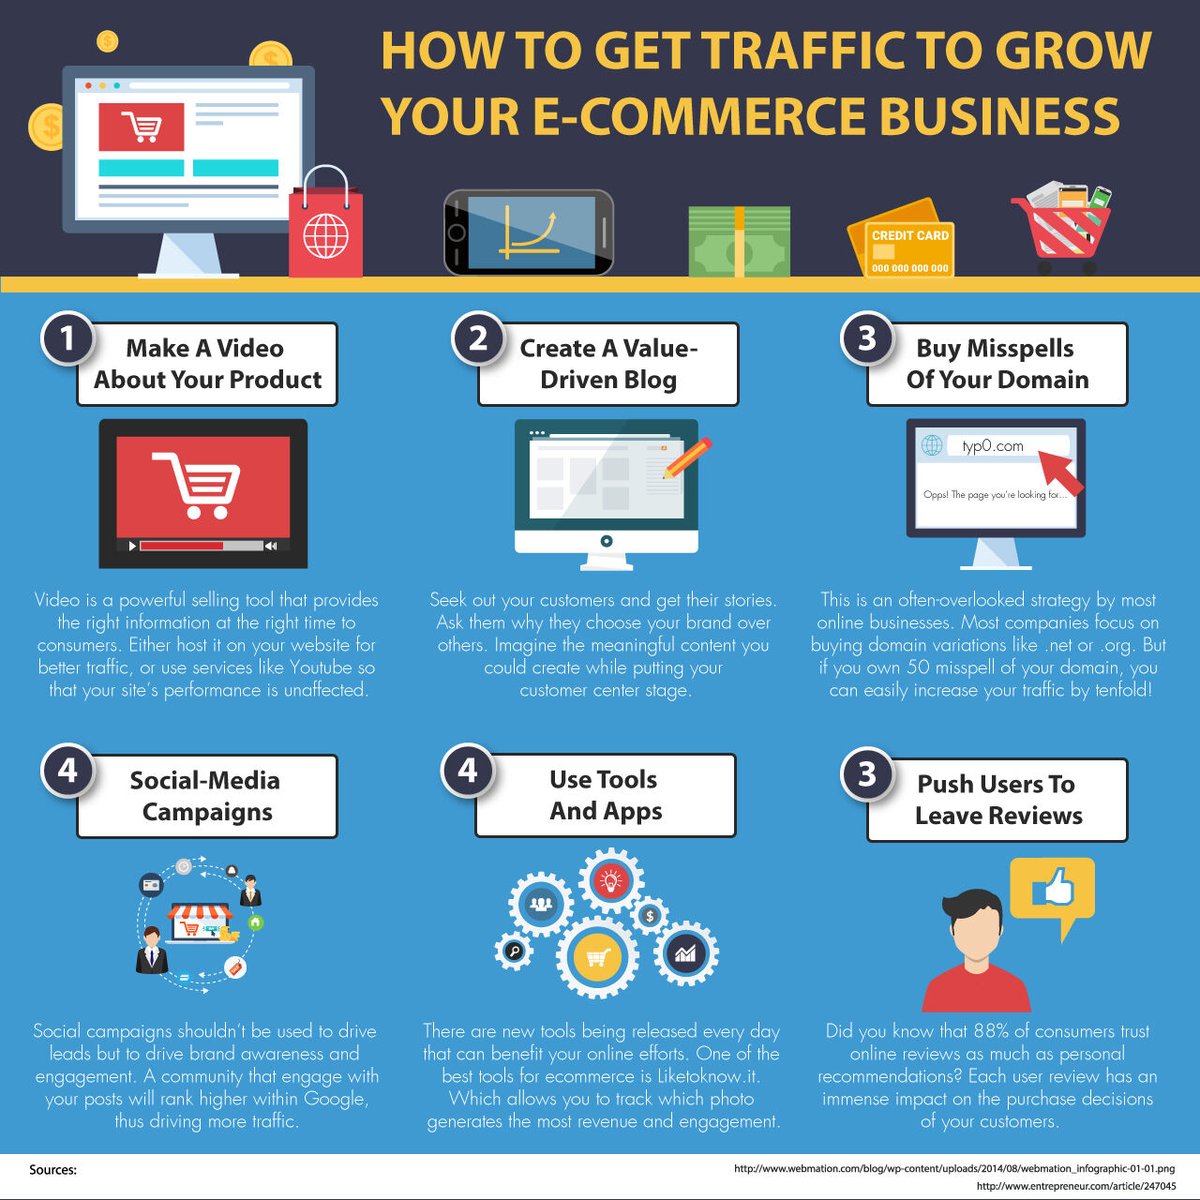 HOW TO GET TRAFFIC TO GROW
YOUR E-COMMERCE BUSINESS
CREDIT CARD
000 000 000 000
1
Make A Video
About Your Product
Video is a powerful selling tool that provides
the right information at the right time to
consumers. Either host it on your website for
better traffic, or use services like Youtube so
that your site's performance is unaffected.
2
Create A Value-
Driven Blog
Seek out your customers and get their stories.
Ask them why they choose your brand over
others. Imagine the meaningful content you
could create while putting your
customer center stage.
3
Buy Misspells
Of Your Domain
typ0.com
Opps! The page you're looking for...
This is an often-overlooked strategy by most
online businesses. Most companies focus on
buying domain variations like .net or .org. But
if you own 50 misspell of your domain, you
can easily increase your traffic by tenfold!
4
Social-Media
Campaigns
Social campaigns shouldn't be used to drive
leads but to drive brand awareness and
engagement. A community that engage with
your posts will rank higher within Google,
thus driving more traffic.
4
Use Tools
And Apps
There are new tools being released every day
that can benefit your online efforts. One of the
best tools for ecommerce is Liketoknow.it.
Which allows you to track which photo
generates the most revenue and engagement.
3
Push Users To
Leave Reviews
Did you know that 88% of consumers trust
online reviews as much as personal
recommendations? Each user review has an
immense impact on the purchase decisions
of your customers.
Sources:
http://www.webmation.com/blog/wp-content/uploads/2014/08/webmation_infographic-01-01.png
http://www.entrepreneur.com/article/247045